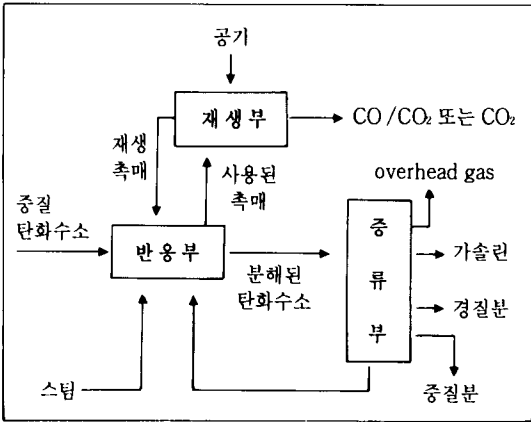 공기
재생부
CO/CO₂ 또는 CO₂
재생
촉매
사용된
촉매
overhead gas
중질
탄화수소
반응부
분해된
탄화수소
증
류
부
가솔린
경질분
중질분
스팀